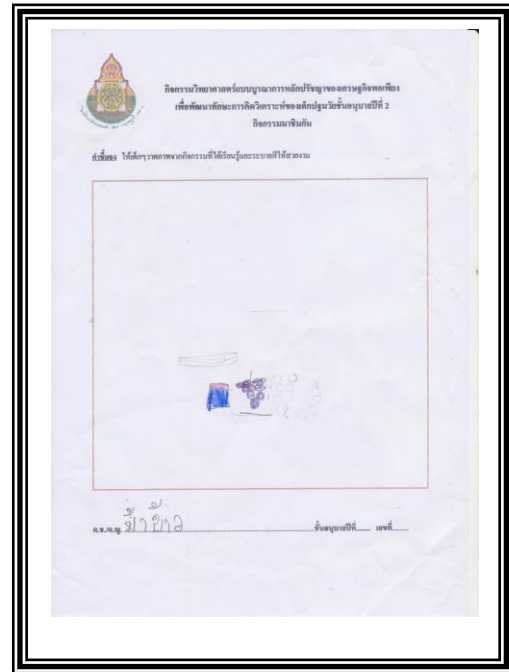 กิจกรรมวิทยาศาสตร์แบบบูรณาการหลักปรัชญาของเศรษฐกิจพอเพียง
เพื่อพัฒนาทักษะการคิดวิเคราะห์ของเด็กปฐมวัยชั้นอนุบาลปีที่ 2
กิจกรรมมาชิมกัน
คำชี้แจง ให้เด็กๆวาดภาพจากกิจกรรมที่ได้เรียนรู้และระบายสีให้สวยงาม
ด.ช./ด.ญ. ข้าว ชั้นอนุบาลปีที่...... เลขที่......